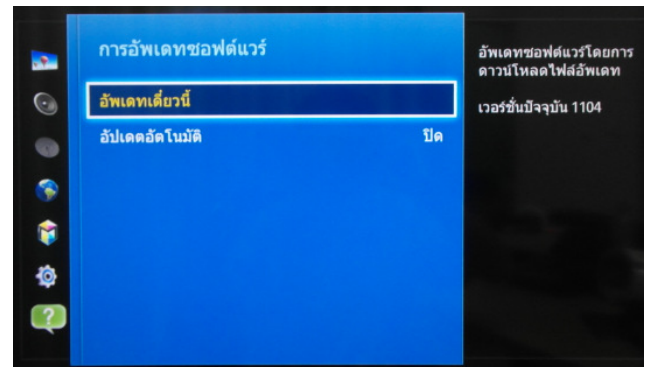 การอัพเดทซอฟต์แวร์
อัพเดทเดี๋ยวนี้
อัปเดตอัตโนมัติ ปิด
อัพเดทซอฟต์แวร์โดยการ
ดาวน์โหลดไฟล์อัพเดท
เวอร์ชั่นปัจจุบัน 1104